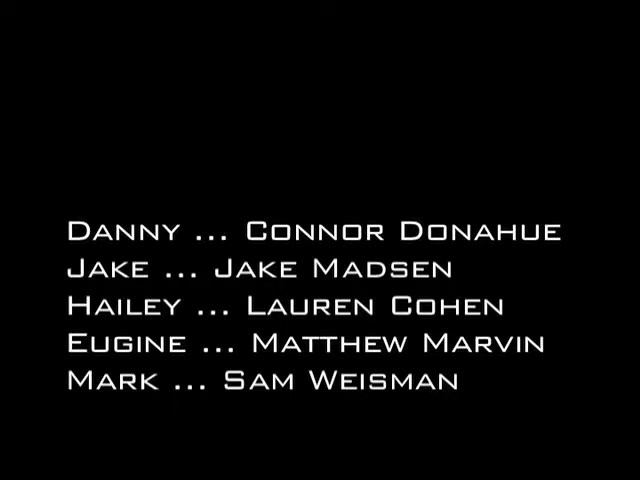 Danny ... Connor Donahue
Jake ... Jake Madsen
Hailey ... Lauren Cohen
Eugine ... Matthew Marvin
Mark ... Sam Weisman